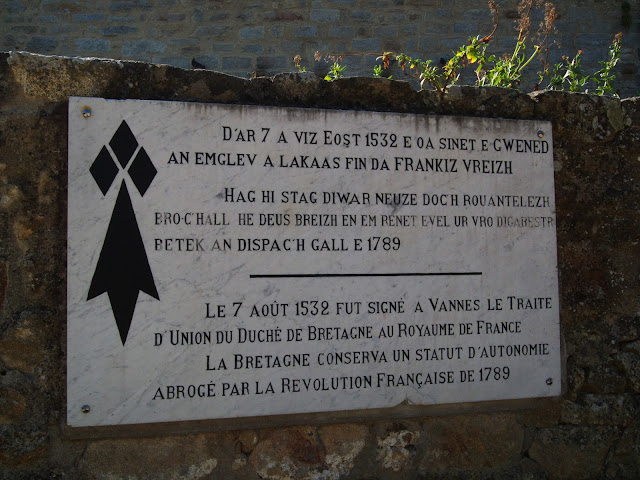 D'AR 7 A VIZ EOST 1532 E OA SINET E GWENED
AN EMGLEV A LAKAAS FIN DA FRANKIZ VREIZH
HAG HI STAG DIWAR NEUZE DOC'H ROUANTELEZH
BRO-C'HALL HE DEUS BREIZH EN EM RENET EVEL UR VRO DIGABESTR
BETEK AN DISPAC'H GALL E 1789
LE 7 AOÛT 1532 FUT SIGNÉ A VANNES LE TRAITE
D'UNION DU DUCHÉ DE BRETAGNE AU ROYAUME DE FRANCE
LA BRETAGNE CONSERVA UN STATUT D'AUTONOMIE
ABROGÉ PAR LA REVOLUTION FRANÇAISE DE 1789